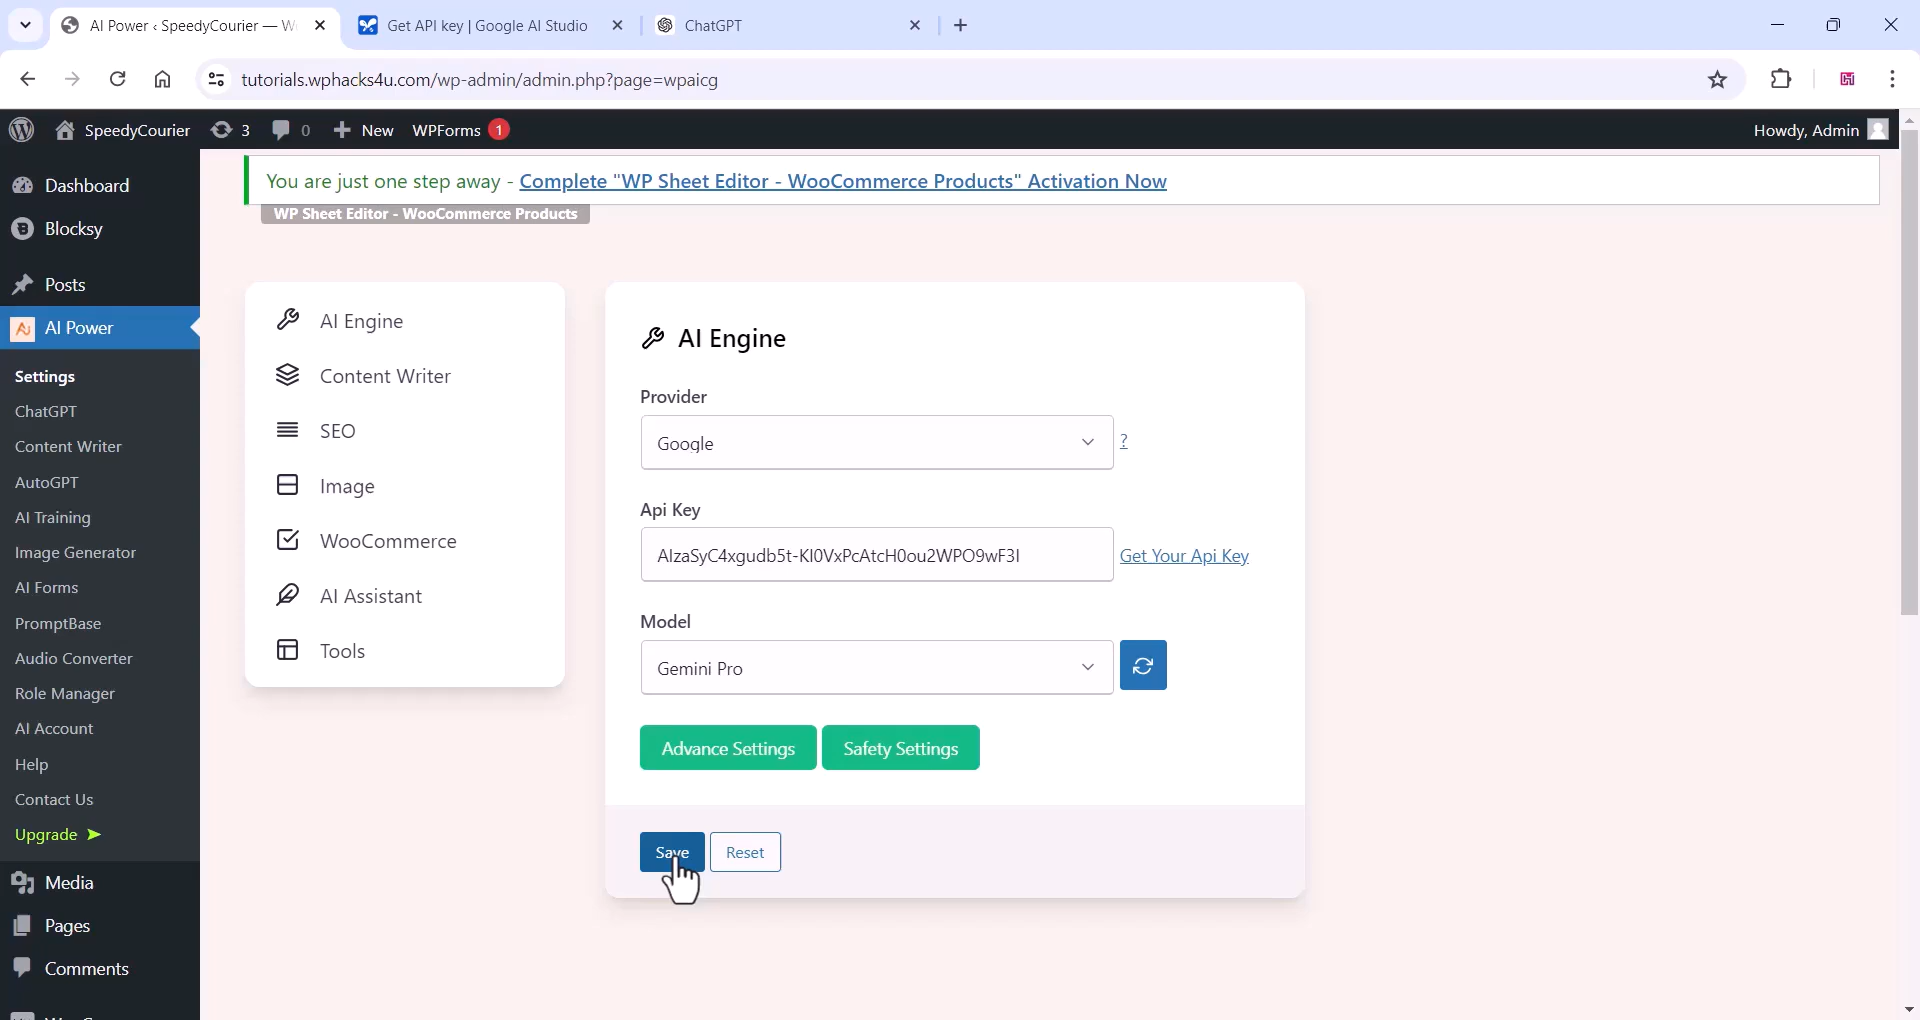 AI Power ‹ SpeedyCourier — W
Get API key | Google AI Studio
ChatGPT
tutorials.wphacks4u.com/wp-admin/admin.php?page=wpaicg
SpeedyCourier
3
0
New
WPForms
1
Howdy, Admin
You are just one step away - Complete "WP Sheet Editor - WooCommerce Products" Activation Now
WP Sheet Editor - WooCommerce Products
Dashboard
Blocksy
Posts
AI Power
Settings
ChatGPT
Content Writer
AutoGPT
AI Training
Image Generator
AI Forms
PromptBase
Audio Converter
Role Manager
AI Account
Help
Contact Us
Upgrade ➤
Media
Pages
Comments
AI Engine
Content Writer
SEO
Image
WooCommerce
AI Assistant
Tools
AI Engine
Provider
Google
?
Api Key
AIzaSyC4xgudb5t-KI0VxPcAtcH0ou2WPO9wF3I
Get Your Api Key
Model
Gemini Pro
Advance Settings
Safety Settings
Save
Reset